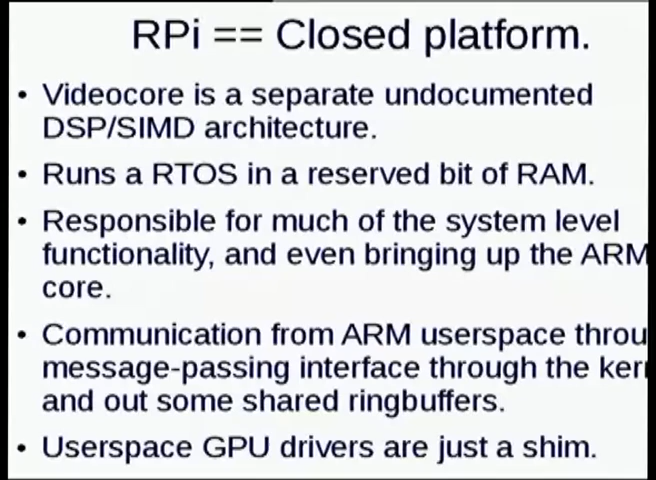 RPi == Closed platform.
• Videocore is a separate undocumented
DSP/SIMD architecture.
• Runs a RTOS in a reserved bit of RAM.
• Responsible for much of the system level
functionality, and even bringing up the ARM
core.
• Communication from ARM userspace throu
message-passing interface through the ker
and out some shared ringbuffers.
• Userspace GPU drivers are just a shim.